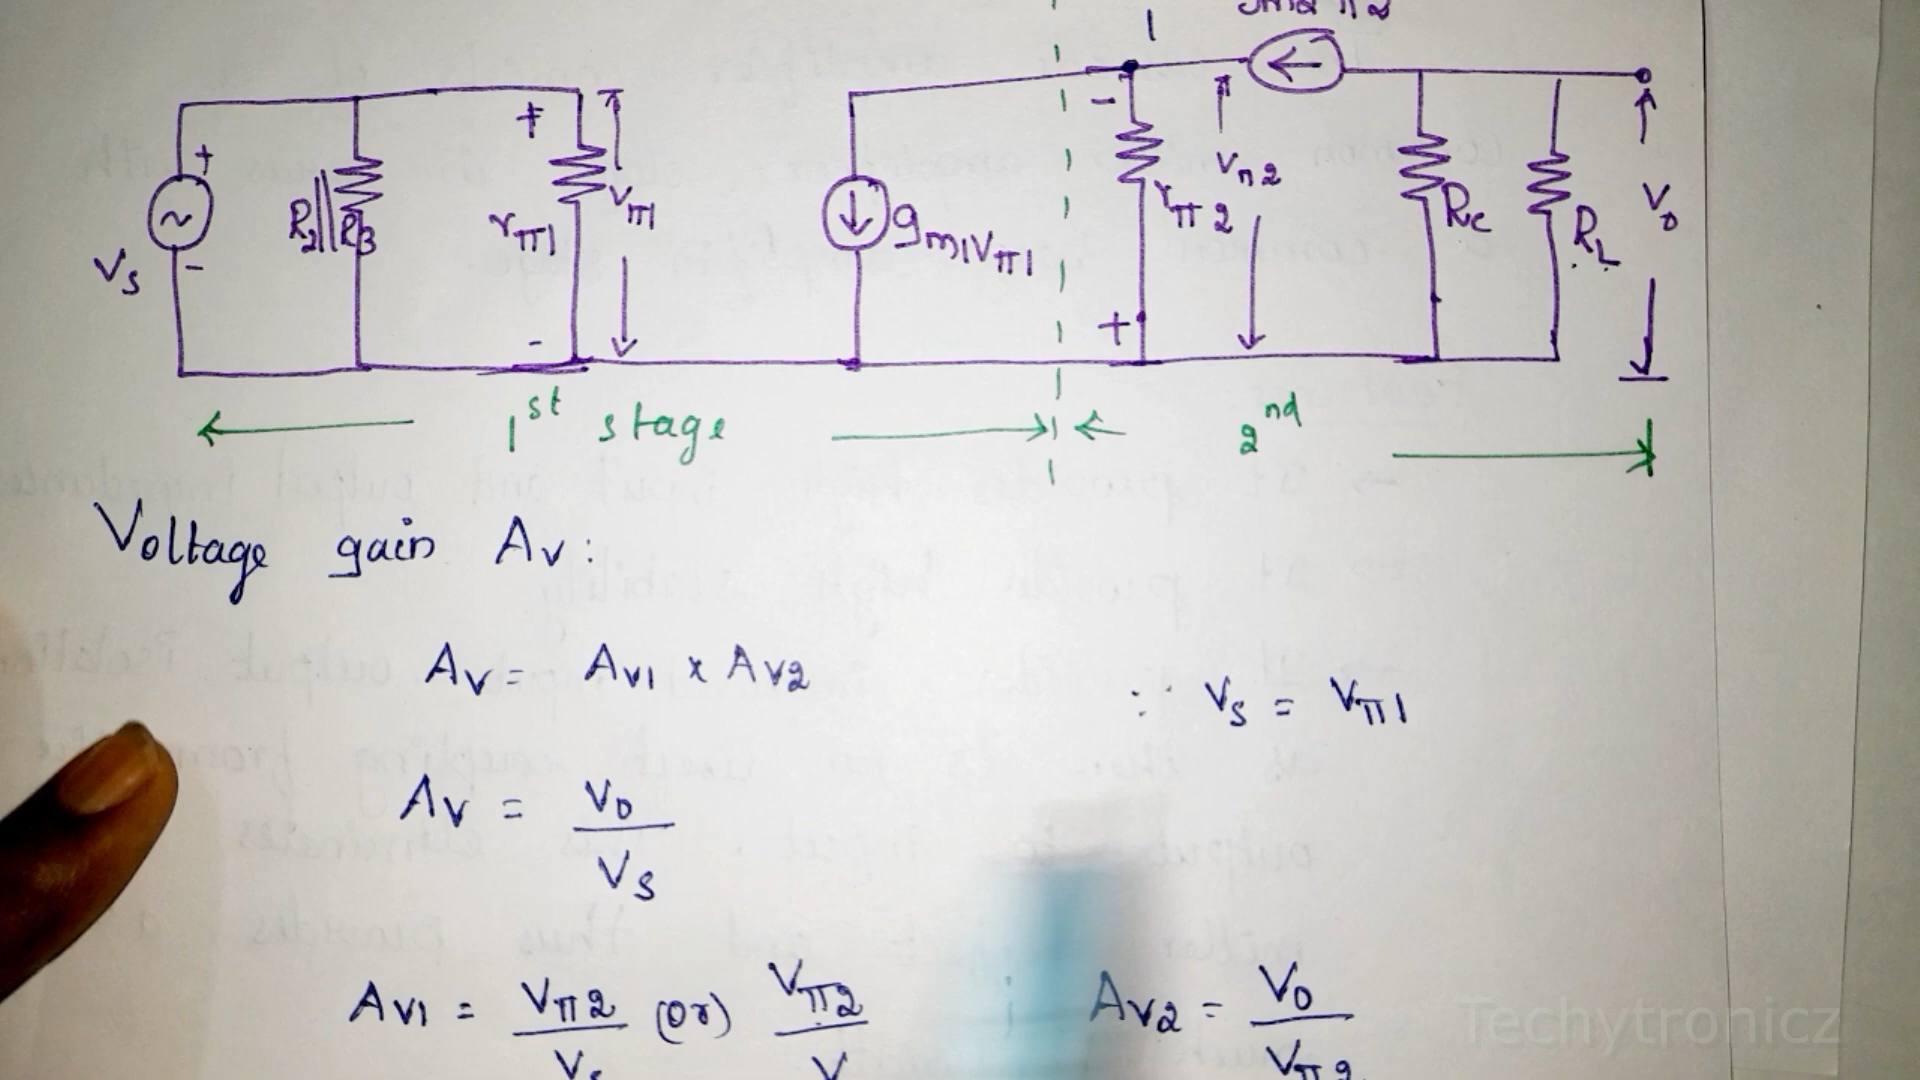 1
+
-
Vs
R2||RB
+
rπ1
-
Vπ1
gm1Vπ1
-
rπ2
+
Vπ2
Rc
RL
Vo
1st stage
2nd
Voltage gain Av:
Av = Av1 x Av2
∵ Vs = Vπ1
Av = Vo
Vs
Av1 = Vπ2 (or) Vπ2 ; Av2 = Vo
Vs V Vπ2
Techytronicz